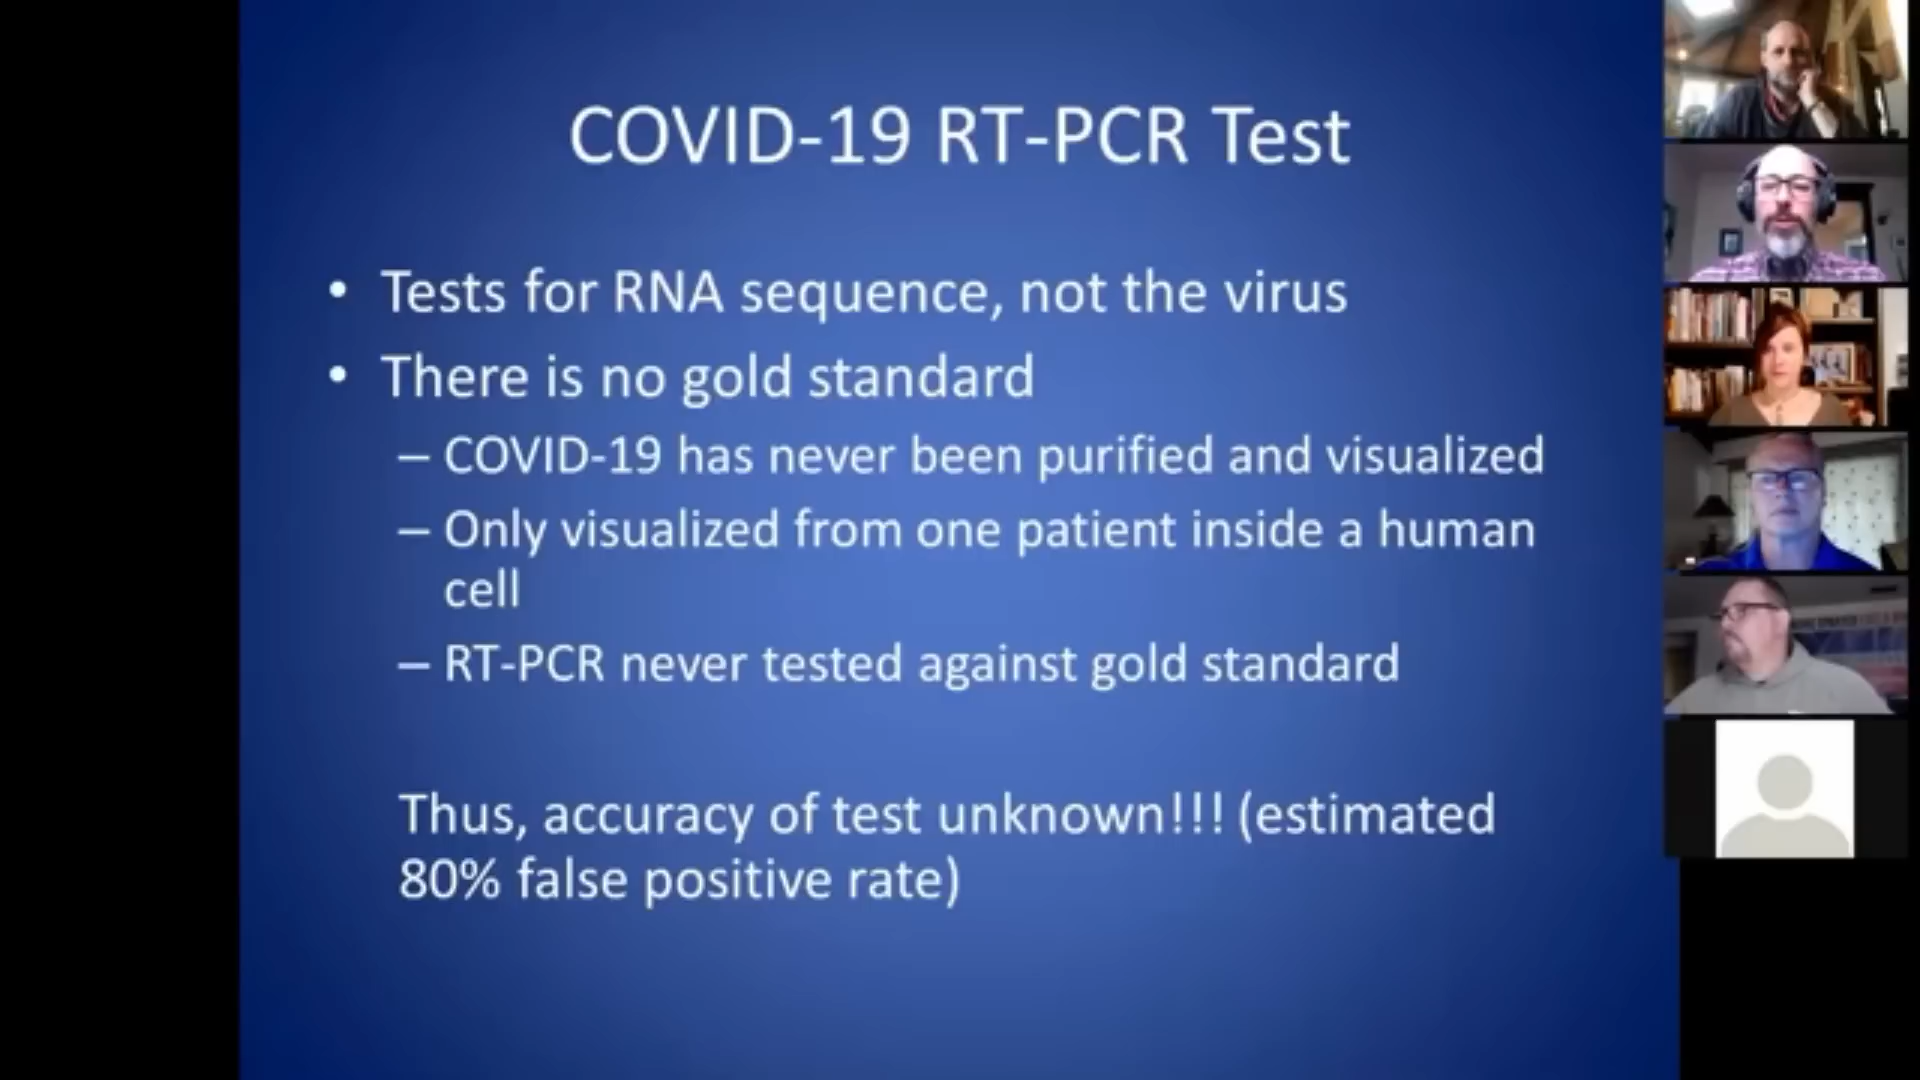 COVID-19 RT-PCR Test
• Tests for RNA sequence, not the virus
• There is no gold standard
– COVID-19 has never been purified and visualized
– Only visualized from one patient inside a human
cell
– RT-PCR never tested against gold standard
Thus, accuracy of test unknown!!! (estimated
80% false positive rate)